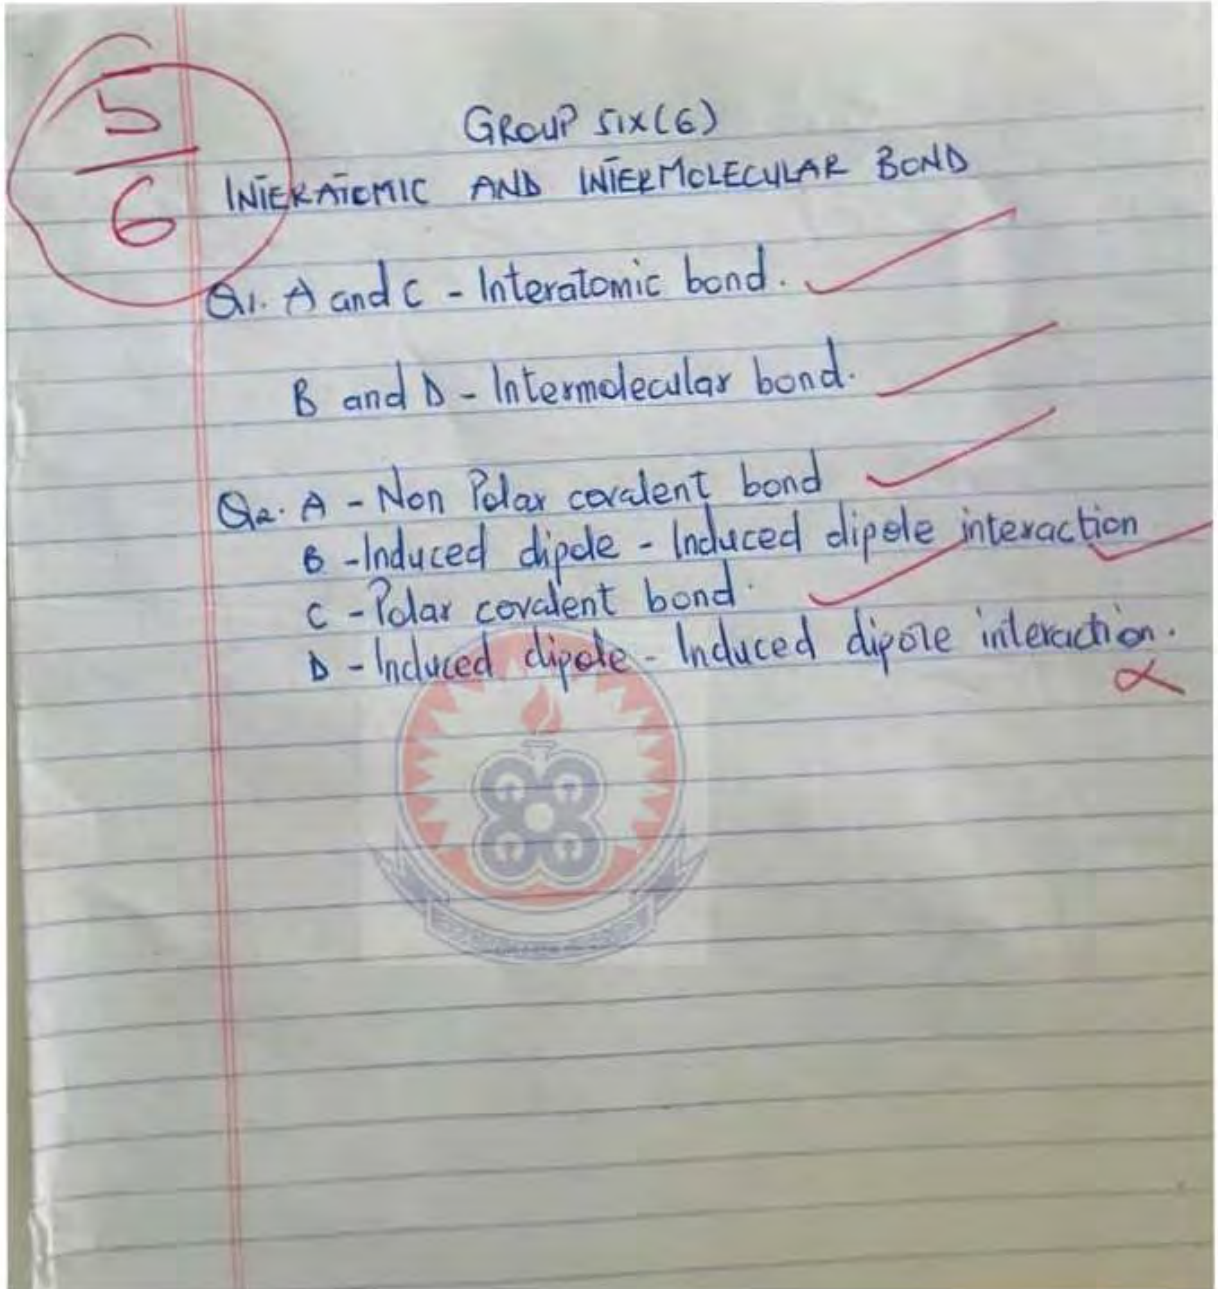 5
6
GROUP SIX (6)
INTERATOMIC AND INTERMOLECULAR BOND
Q1. A and C - Interatomic bond.
B and D - Intermolecular bond.
Q2. A - Non Polar covalent bond
B - Induced dipole - Induced dipole interaction
C - Polar covalent bond.
D - Induced dipole - Induced dipole interaction.